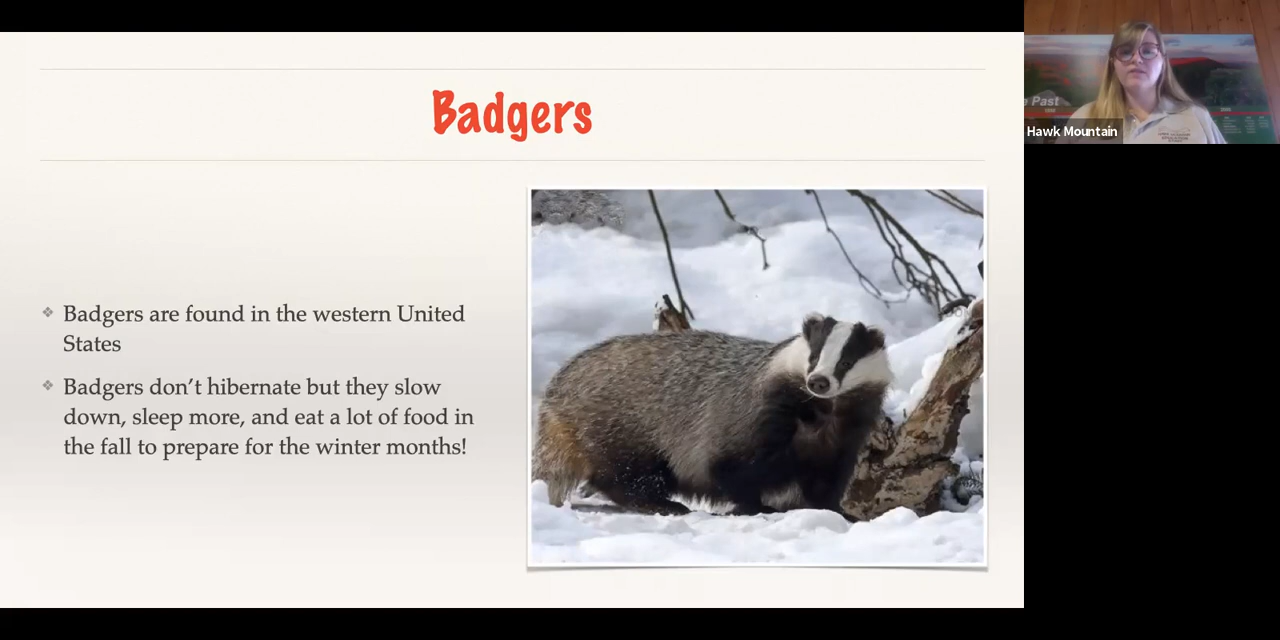 Badgers
Badgers are found in the western United
States
Badgers don't hibernate but they slow
down, sleep more, and eat a lot of food in
the fall to prepare for the winter months!
Past
Hawk Mountain